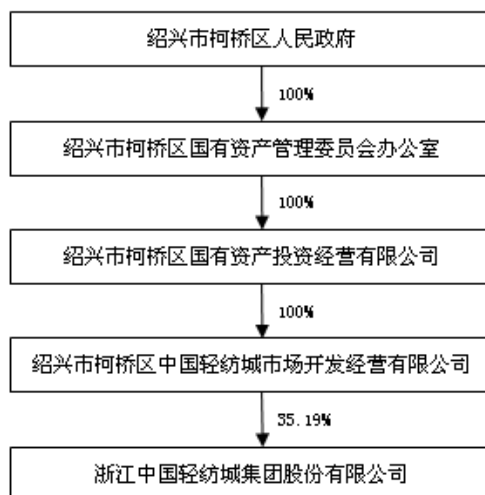 绍兴市柯桥区人民政府
100%
绍兴市柯桥区国有资产管理委员会办公室
100%
绍兴市柯桥区国有资产投资经营有限公司
100%
绍兴市柯桥区中国轻纺城市场开发经营有限公司
35.19%
浙江中国轻纺城集团股份有限公司